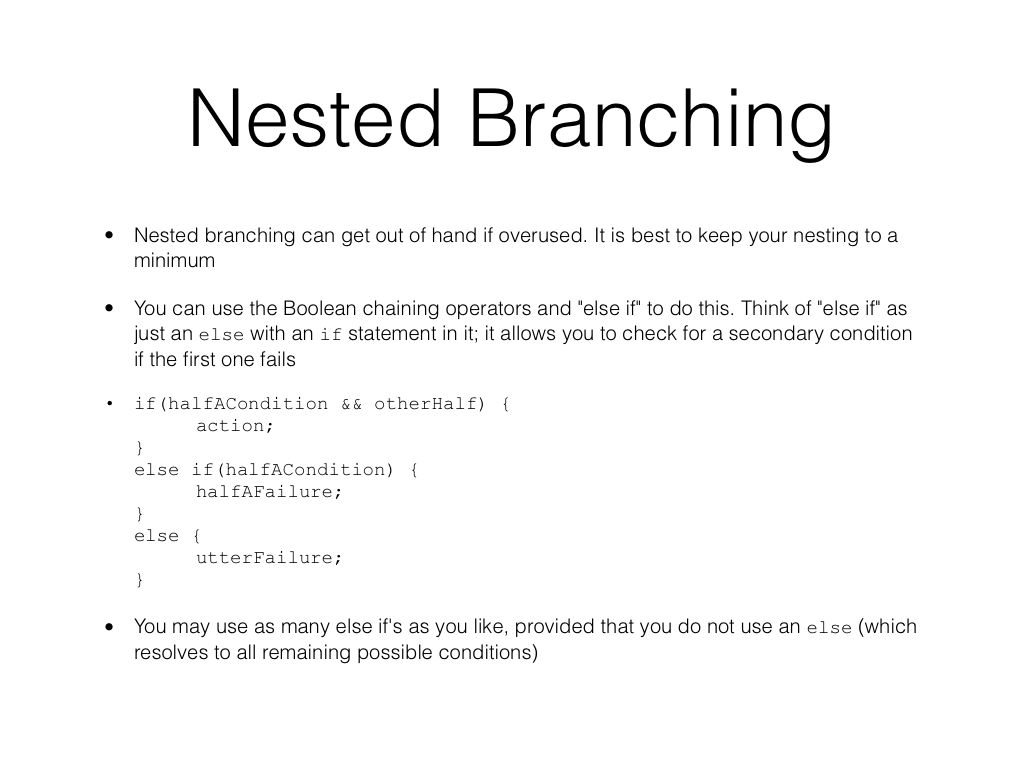 Nested Branching
• Nested branching can get out of hand if overused. It is best to keep your nesting to a
minimum
• You can use the Boolean chaining operators and "else if" to do this. Think of "else if" as
just an else with an if statement in it; it allows you to check for a secondary condition
if the first one fails
• if(halfACondition && otherHalf) {
action;
}
else if(halfACondition) {
halfAFailure;
}
else {
utterFailure;
}
• You may use as many else if's as you like, provided that you do not use an else (which
resolves to all remaining possible conditions)